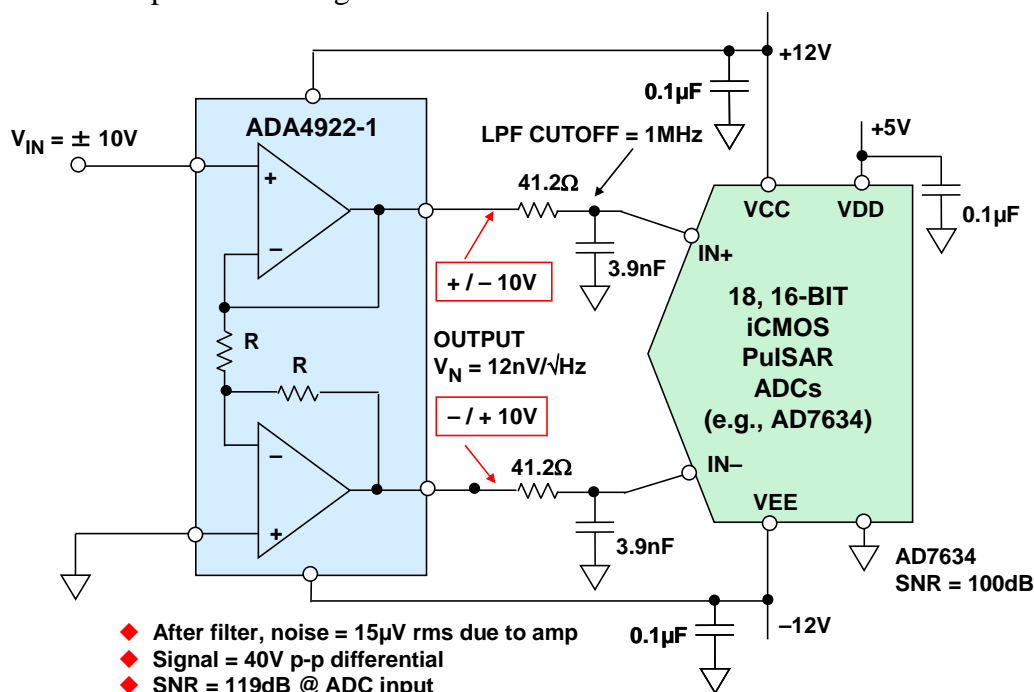 +12V
0.1µF
ADA4922-1
VIN = ± 10V
LPF CUTOFF = 1MHz
+5V
+
–
41.2Ω
VCC
VDD
0.1µF
IN+
3.9nF
+ / – 10V
18, 16-BIT
iCMOS
PulSAR
ADCs
(e.g., AD7634)
R
R
OUTPUT
VN = 12nV/√Hz
– / + 10V
–
+
41.2Ω
IN–
VEE
3.9nF
AD7634
SNR = 100dB
–12V
0.1µF
After filter, noise = 15µV rms due to amp
Signal = 40V p-p differential
SNR = 119dB @ ADC input